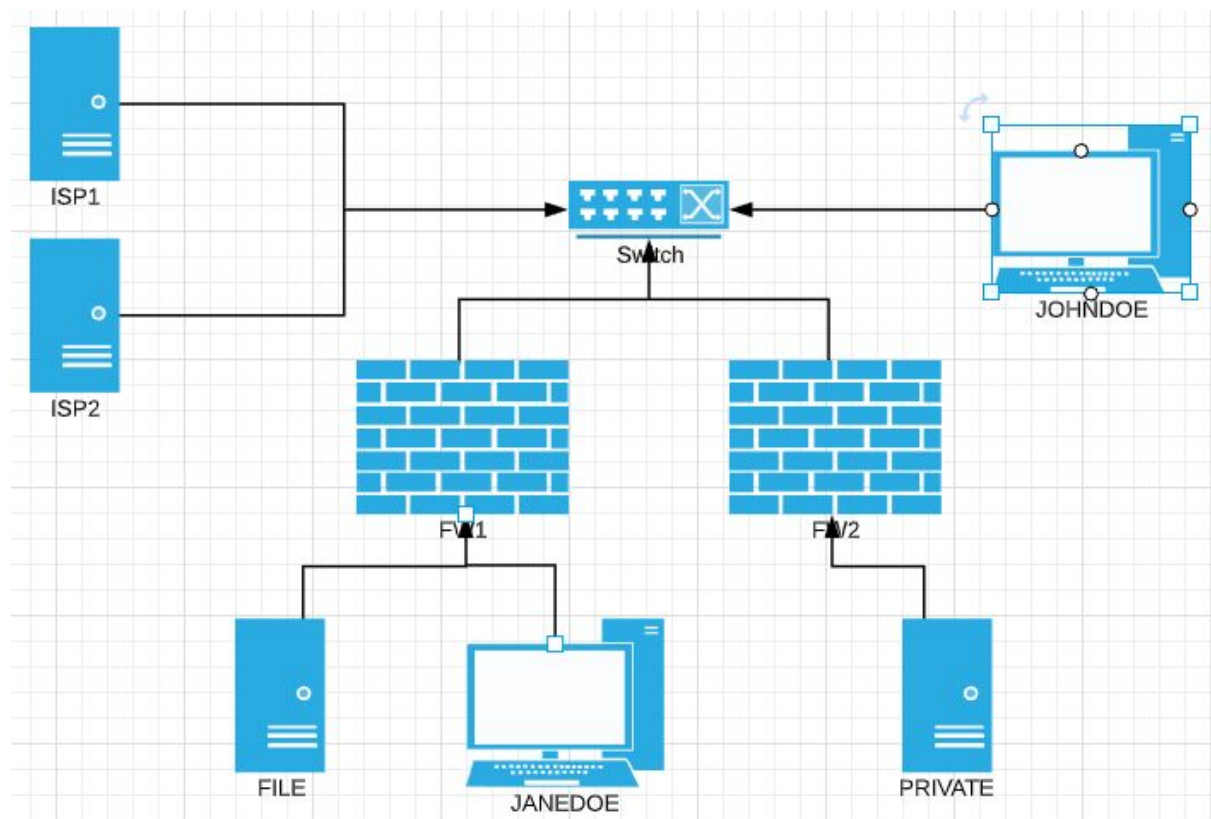 ISP1
Switch
JOHNDOE
ISP2
FW1
FW2
FILE
JANEDOE
PRIVATE